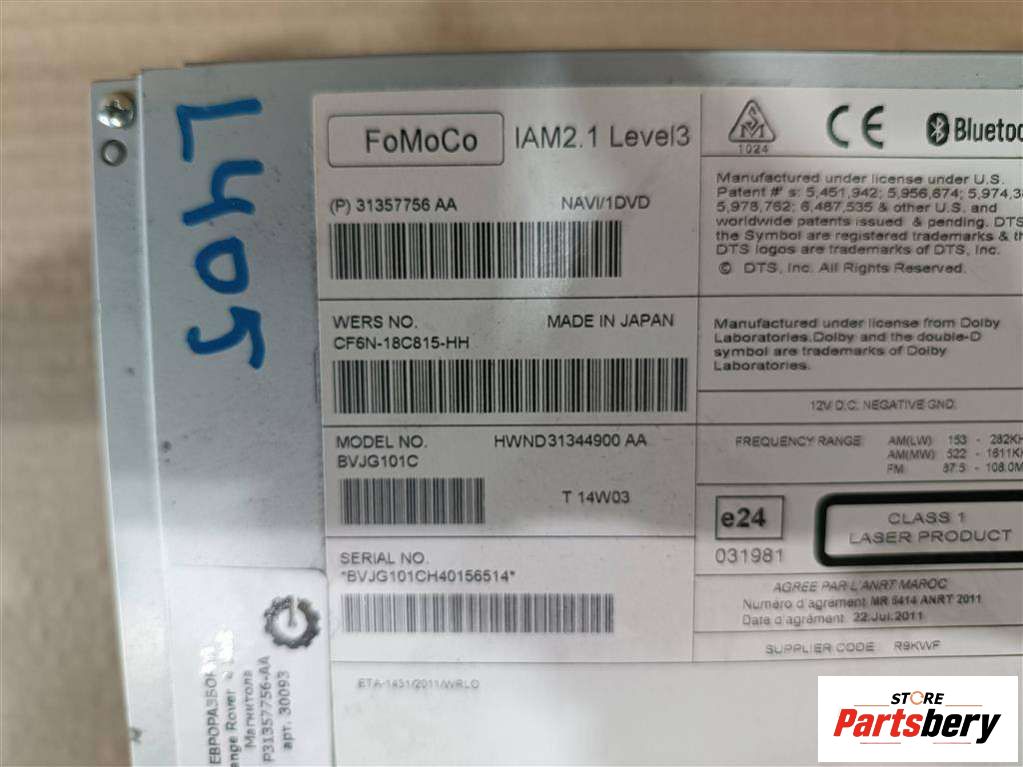 L405
FoMoCo
IAM2.1 Level3
(P) 31357756 AA
NAVI/1DVD
WERS NO.
MADE IN JAPAN
CF6N-18C815-HH
MODEL NO.
HWND31344900 AA
BVJG101C
T 14W03
SERIAL NO.
*BVJG101CH40156514*
ETA-1451/2011/WRLO
SM
1024
CE
Bluetoo
Manufactured under license under U.S.
Patent #'s: 5,451,942; 5,956,674; 5,974,38
5,978,762; 6,487,535 & other U.S. and
worldwide patents issued & pending. DTS
the Symbol are registered trademarks & th
DTS logos are trademarks of DTS, Inc.
© DTS, Inc. All Rights Reserved.
Manufactured under license from Dolby
Laboratories.Dolby and the double-D
symbol are trademarks of Dolby
Laboratories.
12V D.C. NEGATIVE GND.
FREQUENCY RANGE AM(LW) 153 - 282KH
AM(MW) 522 - 1611KH
FM 87.5 - 108.0M
e24
031981
CLASS 1
LASER PRODUCT
AGREE PAR L'ANRT MAROC
Numéro d'agrément MR 6414 ANRT 2011
Date d'agrément 22.Jul.2011
SUPPLIER CODE R9KWF
ЕВРОРАЗБОР
ange Rover
Магнитола
P31357756-AA
арт. 30093
STORE
Partsbery